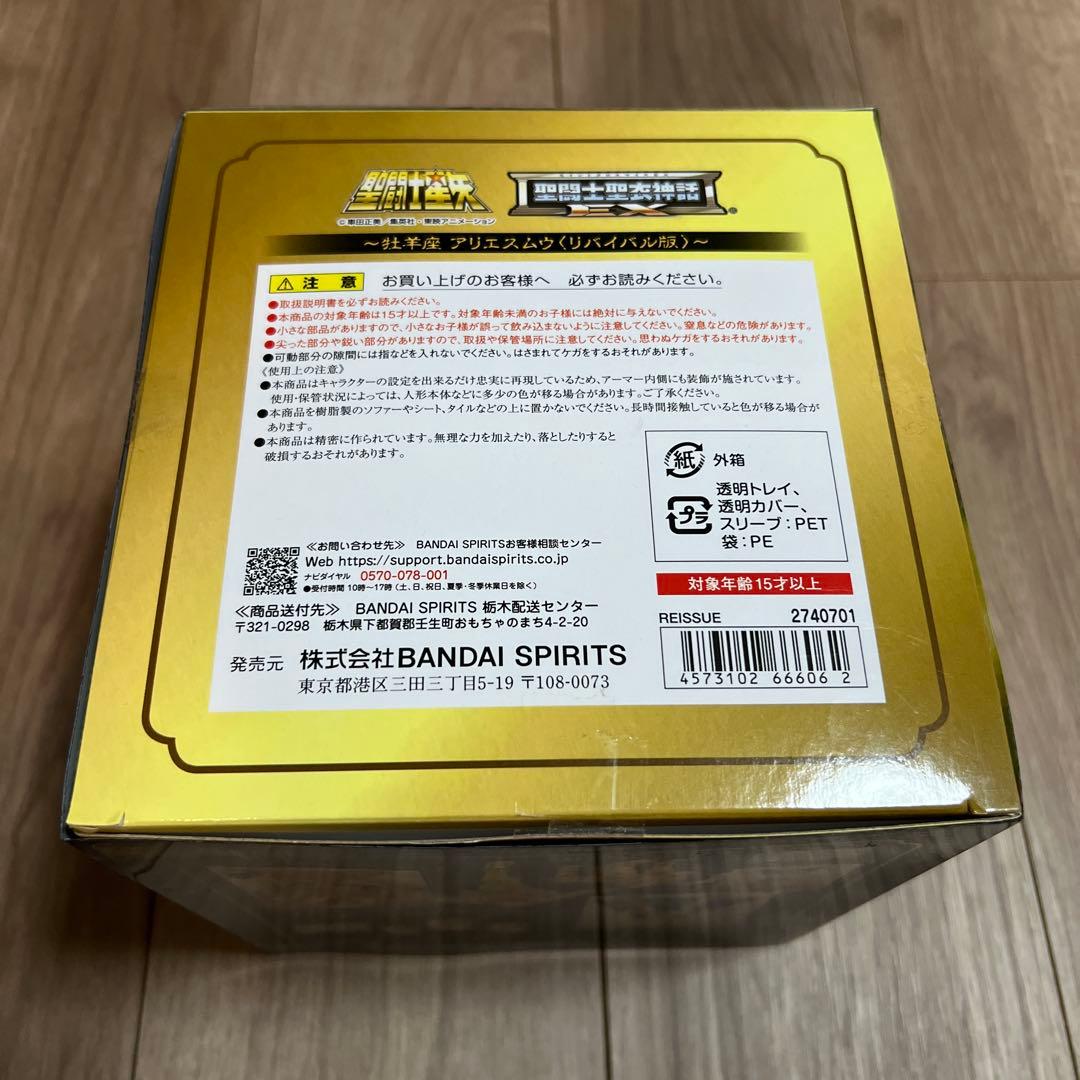 聖闘士星矢
聖闘士聖衣神話
EX
©車田正美／集英社・東映アニメーション
～牡羊座 アリエスムウ〈リバイバル版〉～
注 意 お買い上げのお客様へ 必ずお読みください。
●取扱説明書を必ずお読みください。
●本商品の対象年齢は15才以上です。対象年齢未満のお子様には絶対に与えないでください。
●小さな部品がありますので、小さなお子様が誤って飲み込まないように注意してください。窒息などの危険があります。
●尖った部分や鋭い部分がありますので、取扱や保管場所に注意してください。思わぬケガをするおそれがあります。
●可動部分の隙間には指などを入れないでください。はさまれてケガをするおそれがあります。
《使用上の注意》
●本商品はキャラクターの設定を出来るだけ忠実に再現しているため、アーマー内側にも装飾が施されています。
使用・保管状況によっては、人形本体などに多少の色が移る場合があります。ご了承ください。
●本商品を樹脂製のソファーやシート、タイルなどの上に置かないでください。長時間接触していると色が移る場合が
あります。
●本商品は精密に作られています。無理な力を加えたり、落としたりすると
破損するおそれがあります。
紙 外箱
プラ 透明トレイ、
透明カバー、
スリーブ：PET
袋：PE
≪お問い合わせ先≫ BANDAI SPIRITSお客様相談センター
Web https://support.bandaispirits.co.jp
ナビダイヤル 0570-078-001
●受付時間 10時～17時（土、日、祝日、夏季・冬季休業日を除く）
≪商品送付先≫ BANDAI SPIRITS 栃木配送センター
〒321-0298 栃木県下都賀郡壬生町おもちゃのまち4-2-20
発売元 株式会社BANDAI SPIRITS
東京都港区三田三丁目5-19 〒108-0073
対象年齢15才以上
REISSUE 2740701
4573102 66606 2